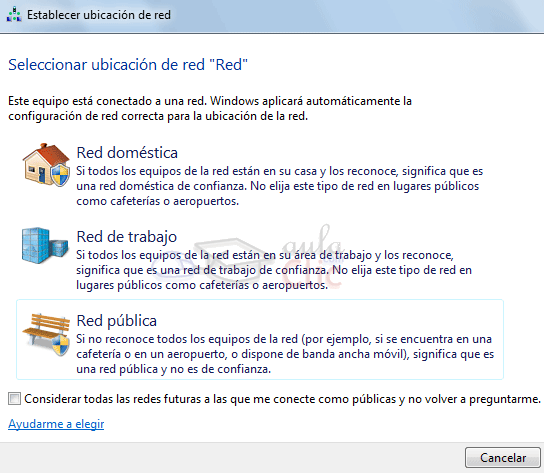 Establecer ubicación de red
Seleccionar ubicación de red "Red"
Este equipo está conectado a una red. Windows aplicará automáticamente la
configuración de red correcta para la ubicación de la red.
Red doméstica
Si todos los equipos de la red están en su casa y los reconoce, significa que es
una red doméstica de confianza. No elija este tipo de red en lugares públicos
como cafeterías o aeropuertos.
Red de trabajo
Si todos los equipos de la red están en su área de trabajo y los reconoce,
significa que es una red de trabajo de confianza. No elija este tipo de red en
lugares públicos como cafeterías o aeropuertos.
aula
clic
Red pública
Si no reconoce todos los equipos de la red (por ejemplo, si se encuentra en una
cafetería o en un aeropuerto, o dispone de banda ancha móvil), significa que es
una red pública y no es de confianza.
Considerar todas las redes futuras a las que me conecte como públicas y no volver a preguntarme.
Ayudarme a elegir
Cancelar